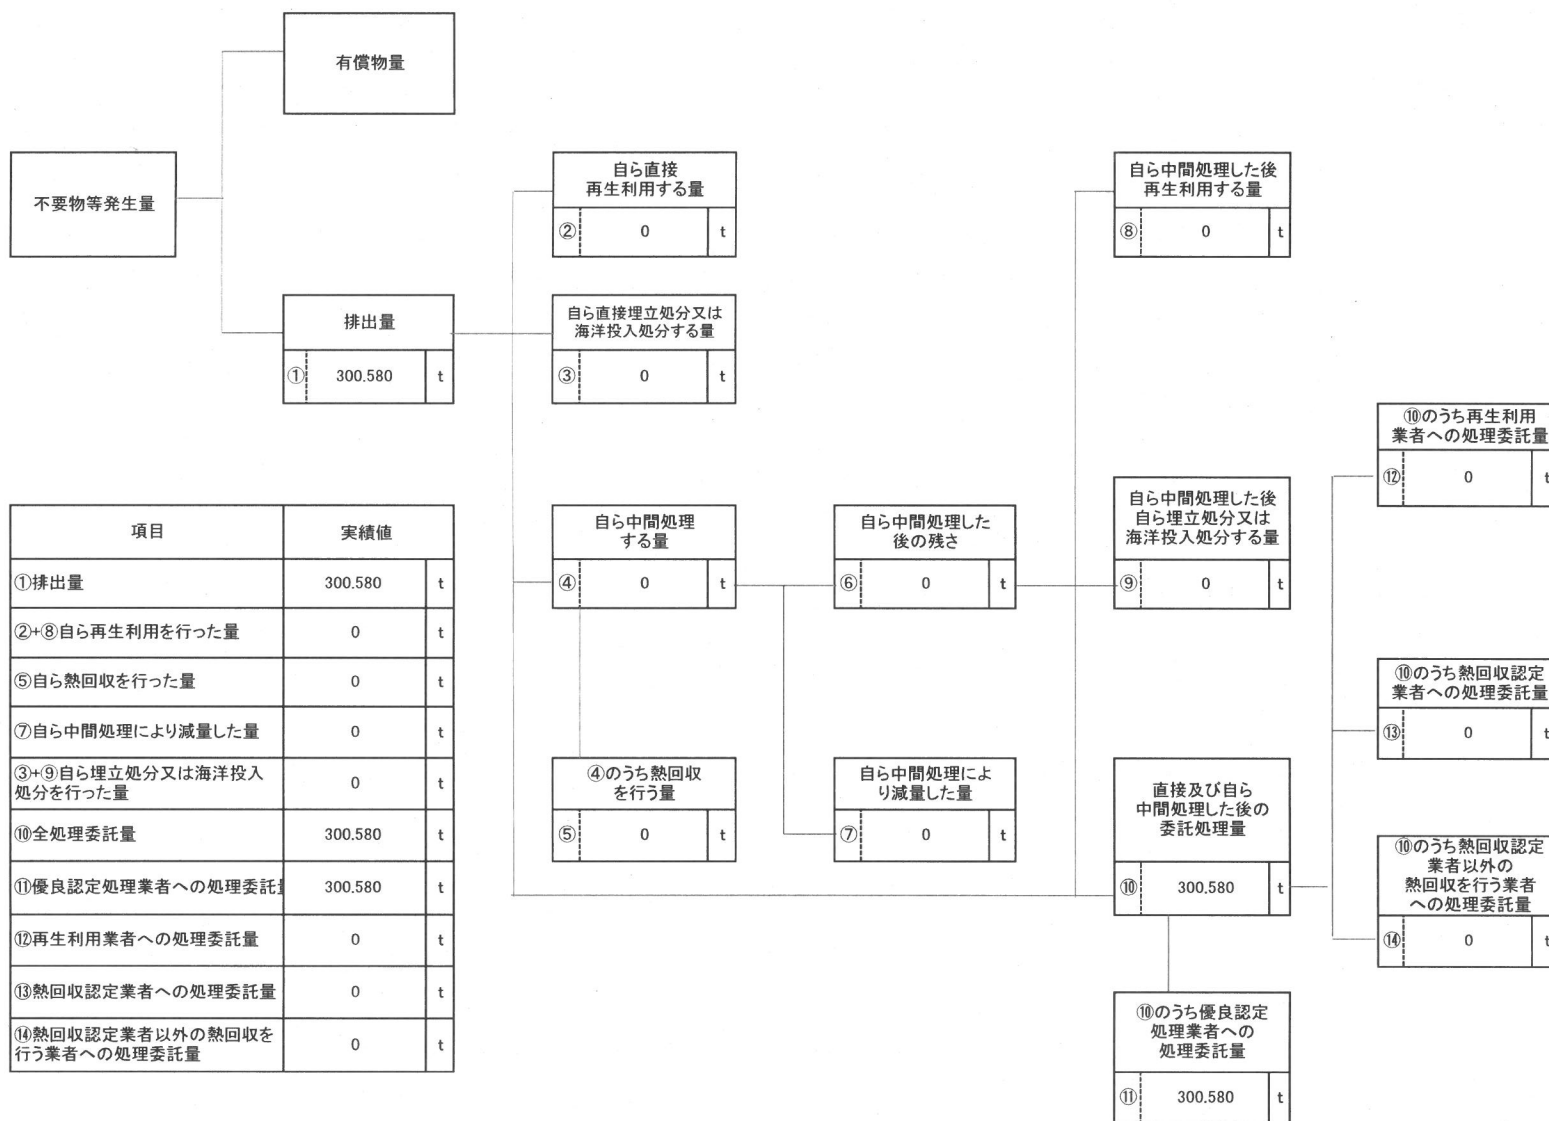 有償物量
不要物等発生量
排出量
①
300.580
t
自ら直接
再生利用する量
②
0
t
自ら直接埋立処分又は
海洋投入処分する量
③
0
t
自ら中間処理
する量
④
0
t
④のうち熱回収
を行う量
⑤
0
t
自ら中間処理した
後の残さ
⑥
0
t
自ら中間処理によ
り減量した量
⑦
0
t
自ら中間処理した後
再生利用する量
⑧
0
t
自ら中間処理した後
自ら埋立処分又は
海洋投入処分する量
⑨
0
t
直接及び自ら
中間処理した後の
委託処理量
⑩
300.580
t
⑩のうち優良認定
処理業者への
処理委託量
⑪
300.580
t
⑩のうち再生利用
業者への処理委託量
⑫
0
t
⑩のうち熱回収認定
業者への処理委託量
⑬
0
t
⑩のうち熱回収認定
業者以外の
熱回収を行う業者
への処理委託量
⑭
0
t
項目 実績値
①排出量 300.580 t
②+⑧自ら再生利用を行った量 0 t
⑤自ら熱回収を行った量 0 t
⑦自ら中間処理により減量した量 0 t
③+⑨自ら埋立処分又は海洋投入
処分を行った量 0 t
⑩全処理委託量 300.580 t
⑪優良認定処理業者への処理委託 300.580 t
⑫再生利用業者への処理委託量 0 t
⑬熱回収認定業者への処理委託量 0 t
⑭熱回収認定業者以外の熱回収を
行う業者への処理委託量 0 t